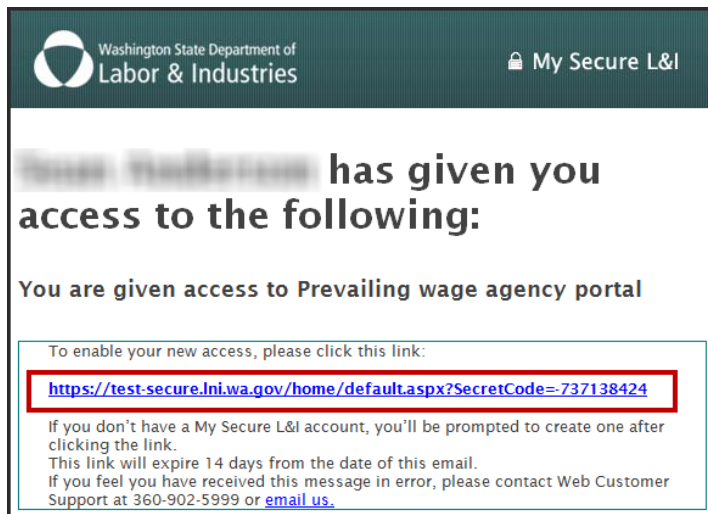 Washington State Department of
Labor & Industries
My Secure L&I
has given you
access to the following:
You are given access to Prevailing wage agency portal
To enable your new access, please click this link:
https://test-secure.lni.wa.gov/home/default.aspx?SecretCode=-737138424
If you don't have a My Secure L&I account, you'll be prompted to create one after
clicking the link.
This link will expire 14 days from the date of this email.
If you feel you have received this message in error, please contact Web Customer
Support at 360-902-5999 or email us.